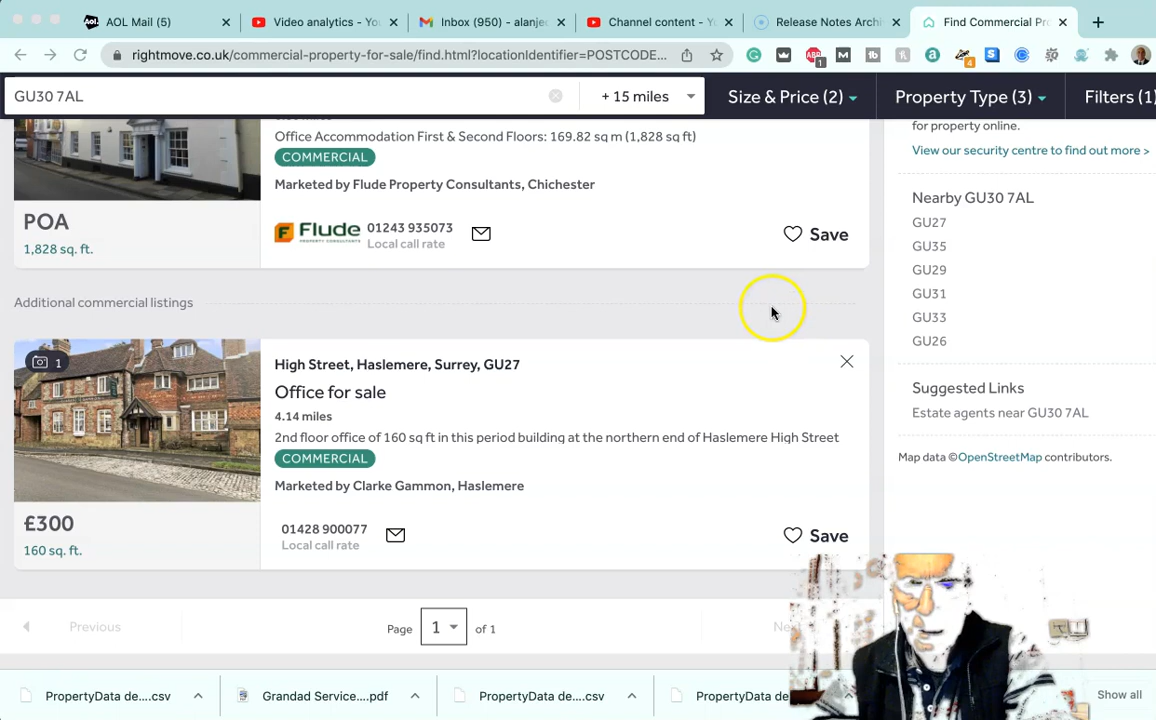 AOL Mail (5)
Video analytics - Yo
Inbox (950) - alanjee
Channel content - Yo
Release Notes Archi
Find Commercial Pr
rightmove.co.uk/commercial-property-for-sale/find.html?locationIdentifier=POSTCODE...
GU30 7AL
+ 15 miles
Size & Price (2)
Property Type (3)
Filters (1)
for property online.
Office Accommodation First & Second Floors: 169.82 sq m (1,828 sq ft)
COMMERCIAL
View our security centre to find out more >
Marketed by Flude Property Consultants, Chichester
Nearby GU30 7AL
POA
1,828 sq. ft.
Flude
PROPERTY CONSULTANTS
01243 935073
Local call rate
Save
GU27
GU35
GU29
GU31
GU33
GU26
Additional commercial listings
1
High Street, Haslemere, Surrey, GU27
Office for sale
4.14 miles
2nd floor office of 160 sq ft in this period building at the northern end of Haslemere High Street
COMMERCIAL
Marketed by Clarke Gammon, Haslemere
Suggested Links
Estate agents near GU30 7AL
Map data ©OpenStreetMap contributors.
£300
160 sq. ft.
01428 900077
Local call rate
Save
Previous
Page 1 of 1
PropertyData de....csv
Grandad Service....pdf
PropertyData de....csv
PropertyData de
Show all